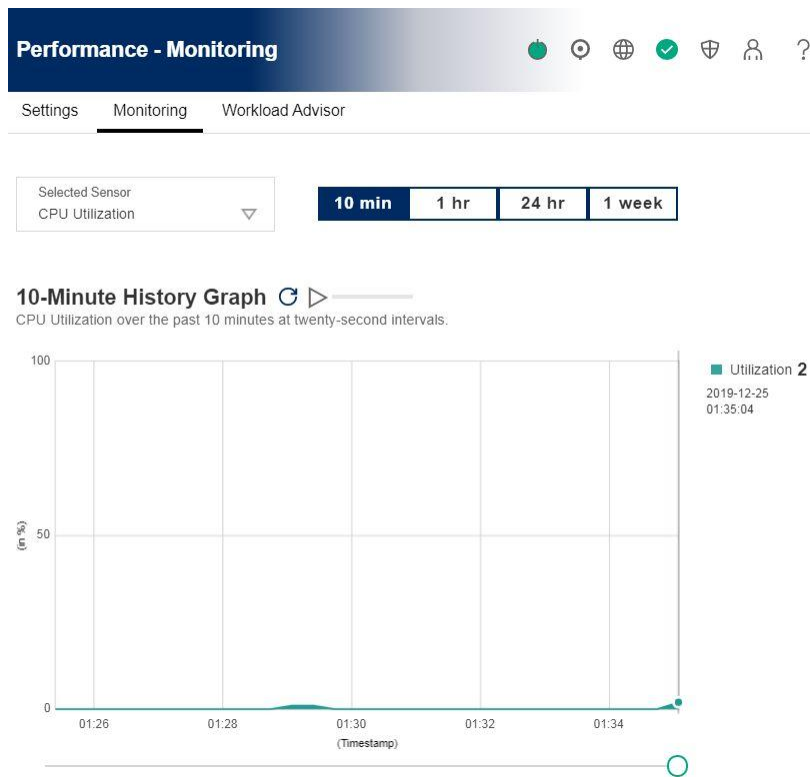 Performance - Monitoring
?
Settings Monitoring Workload Advisor
Selected Sensor
CPU Utilization
10 min 1 hr 24 hr 1 week
10-Minute History Graph
CPU Utilization over the past 10 minutes at twenty-second intervals.
100
Utilization 2
2019-12-25
01:35:04
(in %)
50
0
01:26 01:28 01:30 01:32 01:34
(Timestamp)